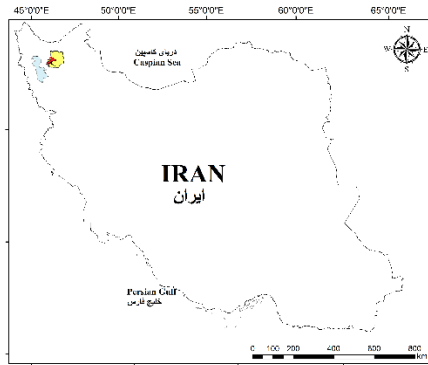 45°0'0"E 50°0'0"E 55°0'0"E 60°0'0"E 65°0'0"E
N
W E
S
دریای کاسپین
Caspian Sea
IRAN
ایران
Persian Gulf
خلیج فارس
0 100 200 400 600 800
km